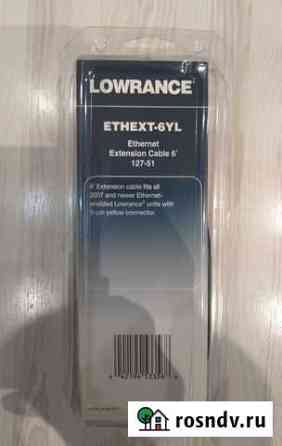 LOWRANCE®
ETHEXT-6YL
Ethernet
Extension Cable 6'
127-51
6' Extension cable fits all
2007 and newer Ethernet-
enabled Lowrance® units with
5-pin yellow connector.
rosndv.ru